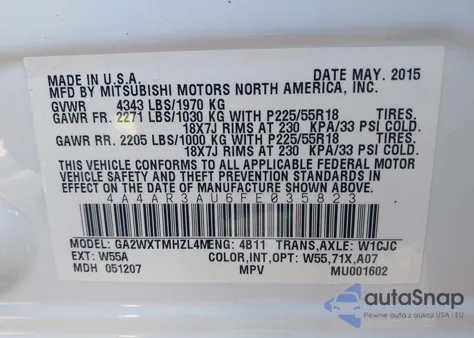 MADE IN U.S.A. DATE MAY. 2015
MFD BY MITSUBISHI MOTORS NORTH AMERICA, INC.
GVWR 4343 LBS/1970 KG
GAWR FR. 2271 LBS/1030 KG WITH P225/55R18 TIRES.
18X7J RIMS AT 230 KPA/33 PSI COLD.
GAWR RR. 2205 LBS/1000 KG WITH P225/55R18 TIRES.
18X7J RIMS AT 230 KPA/33 PSI COLD.
THIS VEHICLE CONFORMS TO ALL APPLICABLE FEDERAL MOTOR
VEHICLE SAFETY AND THEFT PREVENTION STANDARDS IN
EFFECT ON THE DATE OF MANUFACTURE SHOWN ABOVE.
4A4AR3AU6FE035823
MODEL: GA2WXTMHZL4M ENG: 4B11 TRANS,AXLE: W1CJC
EXT: W55A COLOR,INT,OPT: W55,71X,A07
MDH 051207 MPV MU001602
autoSnap
Pewne auto z aukcji w USA i EU